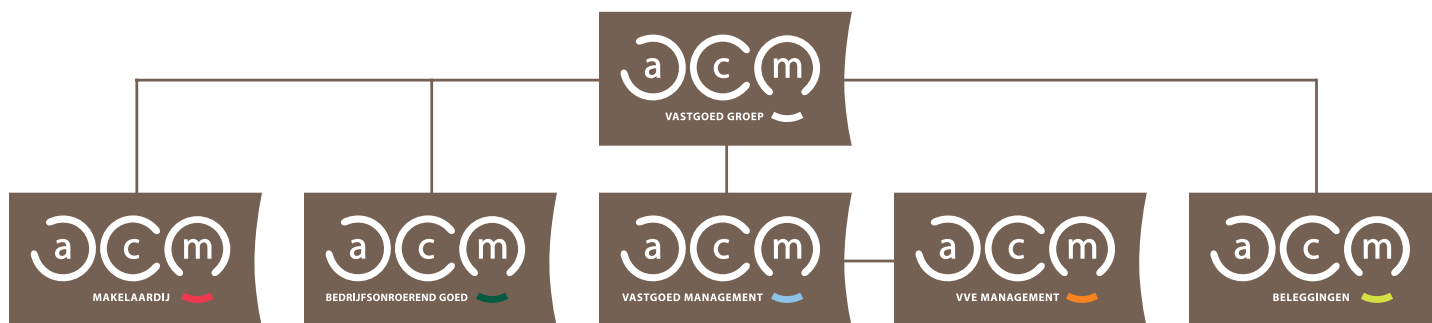 acm
VASTGOED GROEP
acm
MAKELAARDIJ
acm
BEDRIJFSONROEREND GOED
acm
VASTGOED MANAGEMENT
acm
VVE MANAGEMENT
acm
BELEGGINGEN